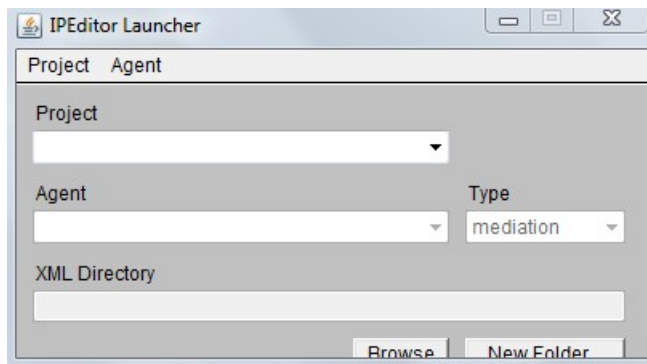 IPEditor Launcher
Project Agent
Project
Agent Type
mediation
XML Directory
Browse New Folder...